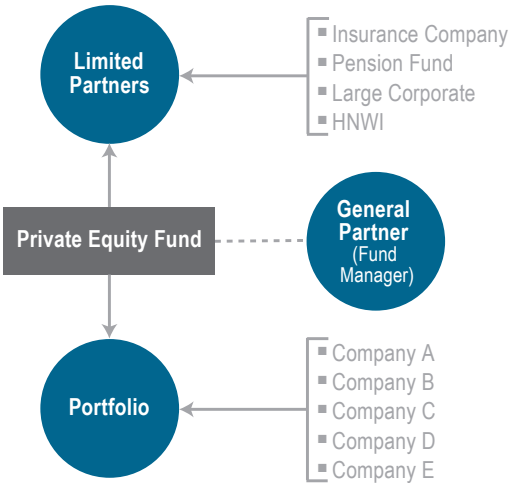 Limited
Partners
Insurance Company
Pension Fund
Large Corporate
HNWI
Private Equity Fund
General
Partner
(Fund
Manager)
Portfolio
Company A
Company B
Company C
Company D
Company E